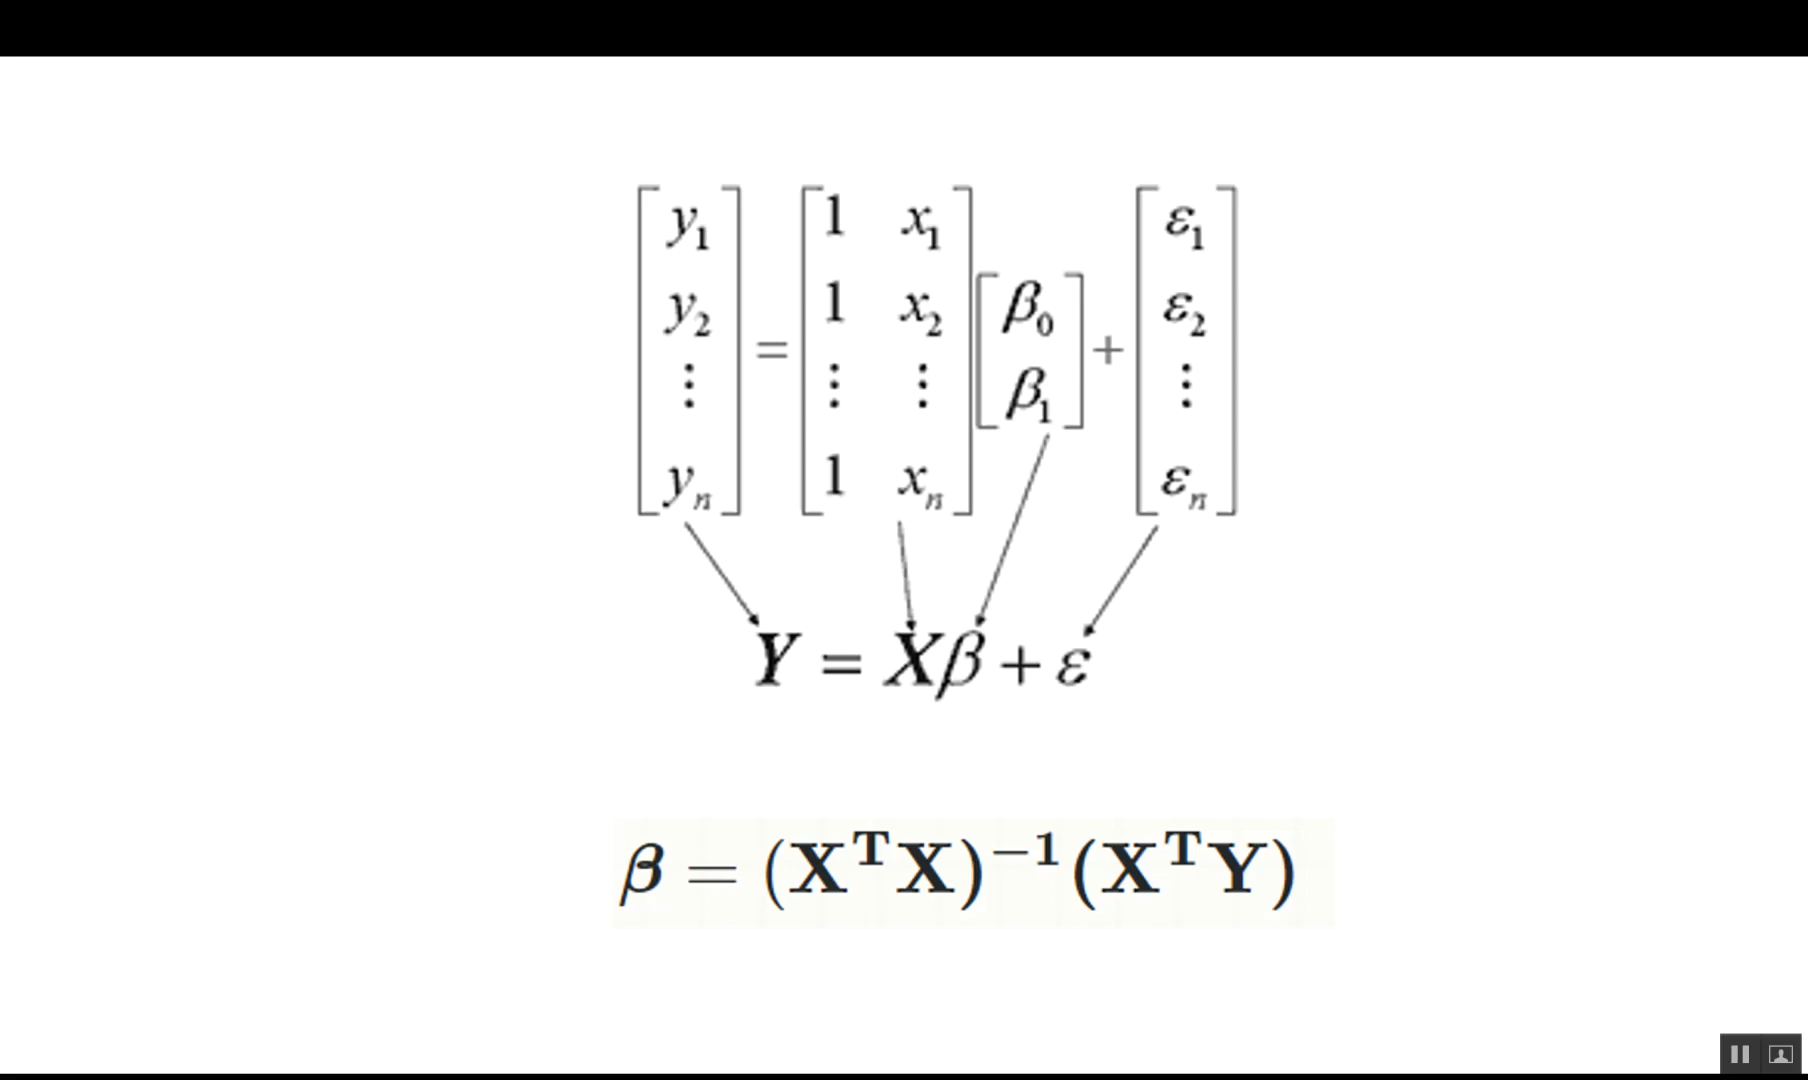 [y₁ y₂ ⋮ yₙ] = [1 x₁ 1 x₂ ⋮ ⋮ 1 xₙ] [β₀ β₁] + [ε₁ ε₂ ⋮ εₙ]
Y = Xβ + ε
β = (XᵀX)⁻¹(XᵀY)